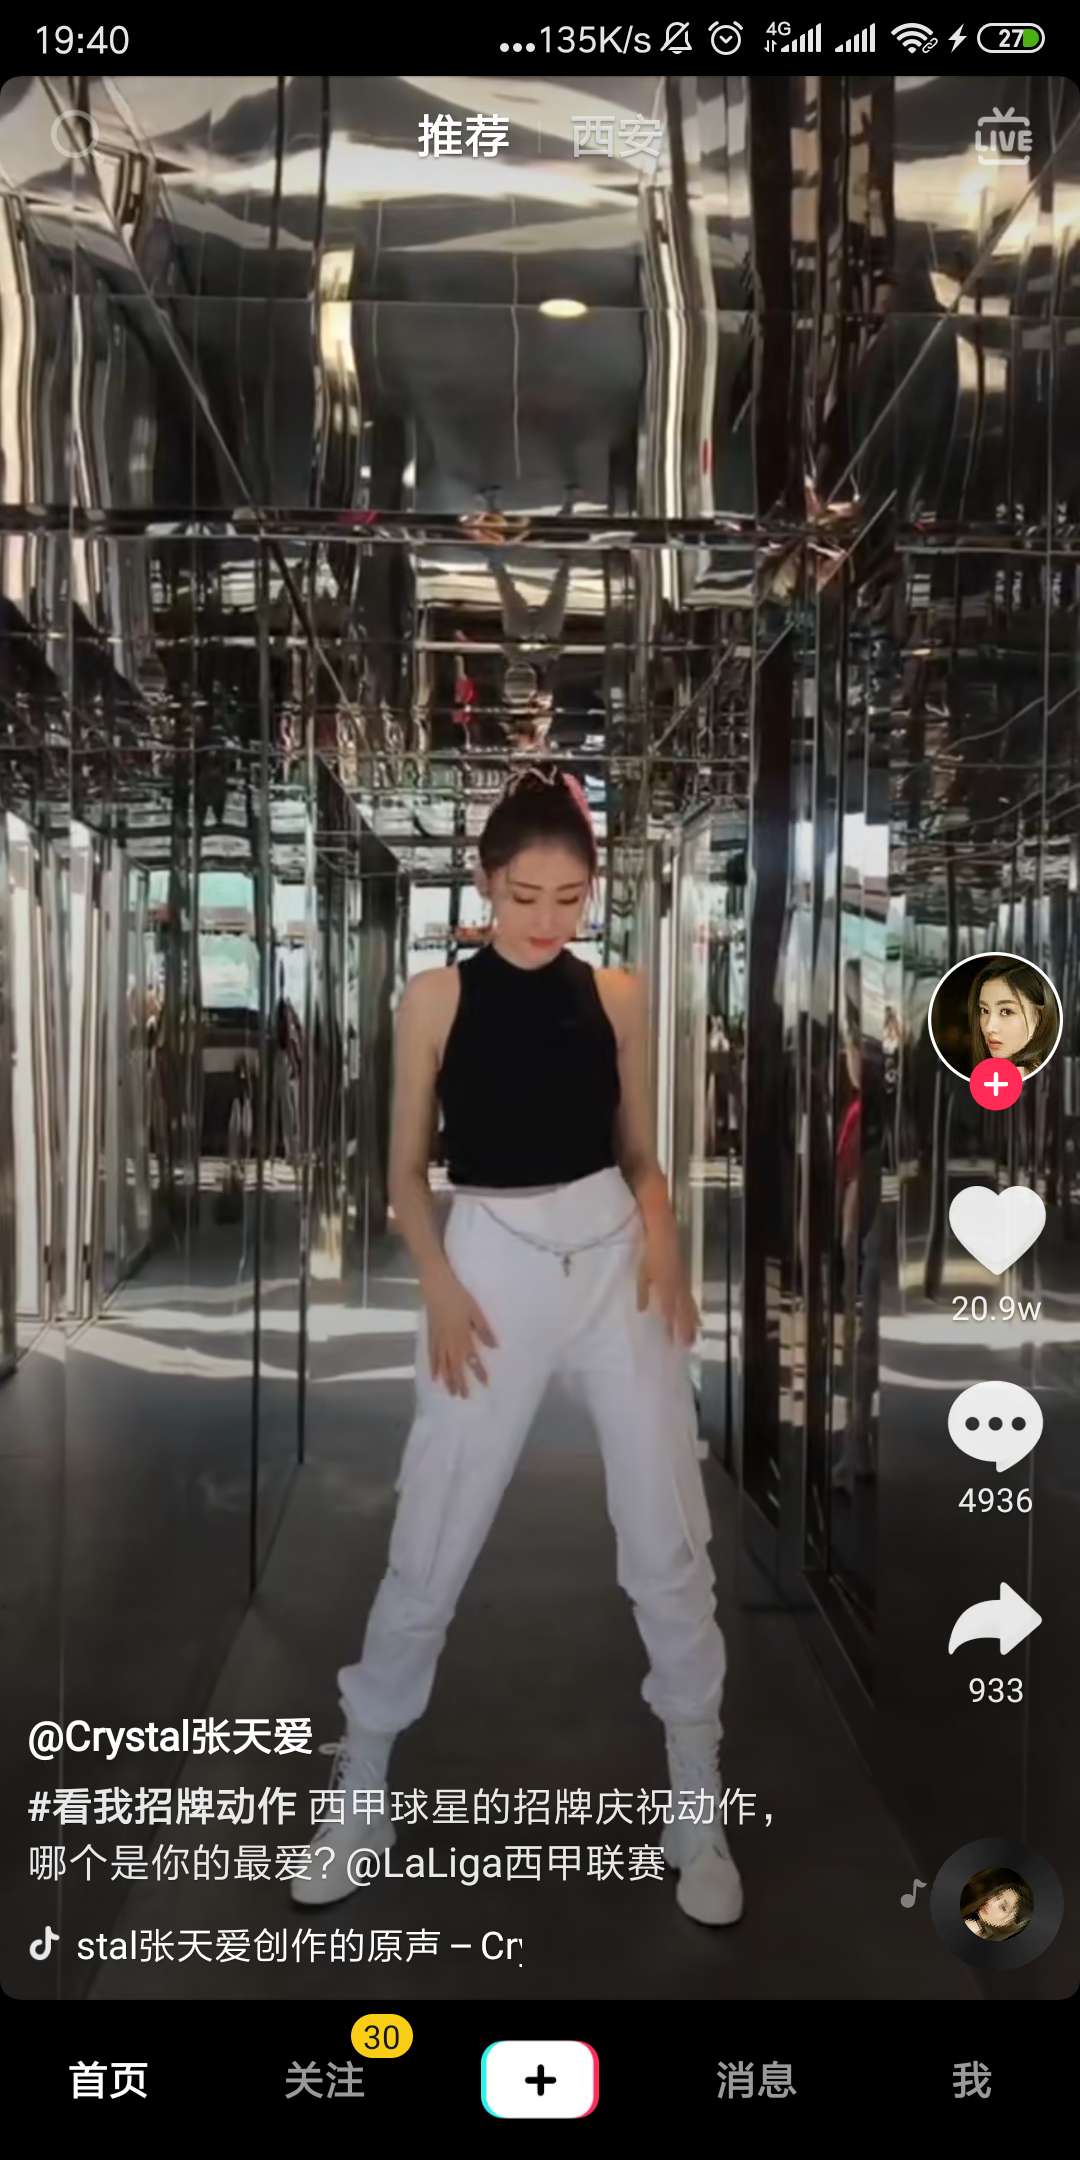 19:40
...135K/s
4G
27
推荐
西安
LIVE
20.9w
4936
933
@Crystal张天爱
#看我招牌动作 西甲球星的招牌庆祝动作，
哪个是你的最爱？@LaLiga西甲联赛
stal张天爱创作的原声 – Cry
30
首页
关注
消息
我